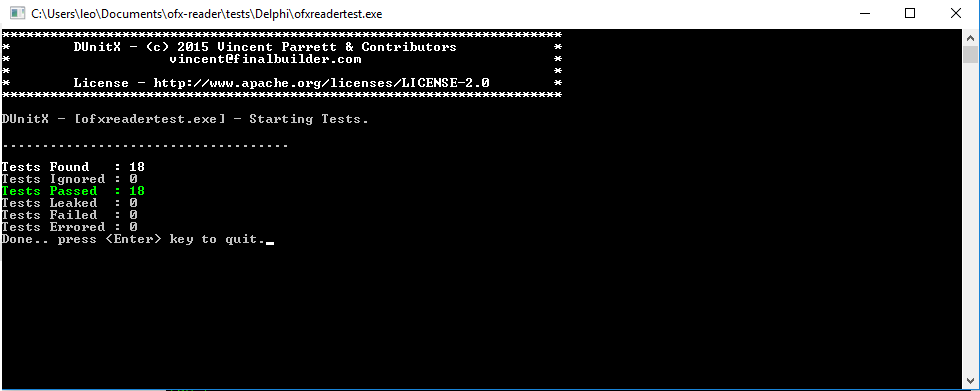 C:\Users\leo\Documents\ofx-reader\tests\Delphi\ofxreadertest.exe
**********************************************************************
*        DUnitX - (c) 2015 Vincent Parrett & Contributors            *
*                    vincent@finalbuilder.com                        *
*                                                                    *
*        License - http://www.apache.org/licenses/LICENSE-2.0        *
**********************************************************************
DUnitX - [ofxreadertest.exe] - Starting Tests.
------------------------------------
Tests Found   : 18
Tests Ignored : 0
Tests Passed  : 18
Tests Leaked  : 0
Tests Failed  : 0
Tests Errored : 0
Done.. press <Enter> key to quit.